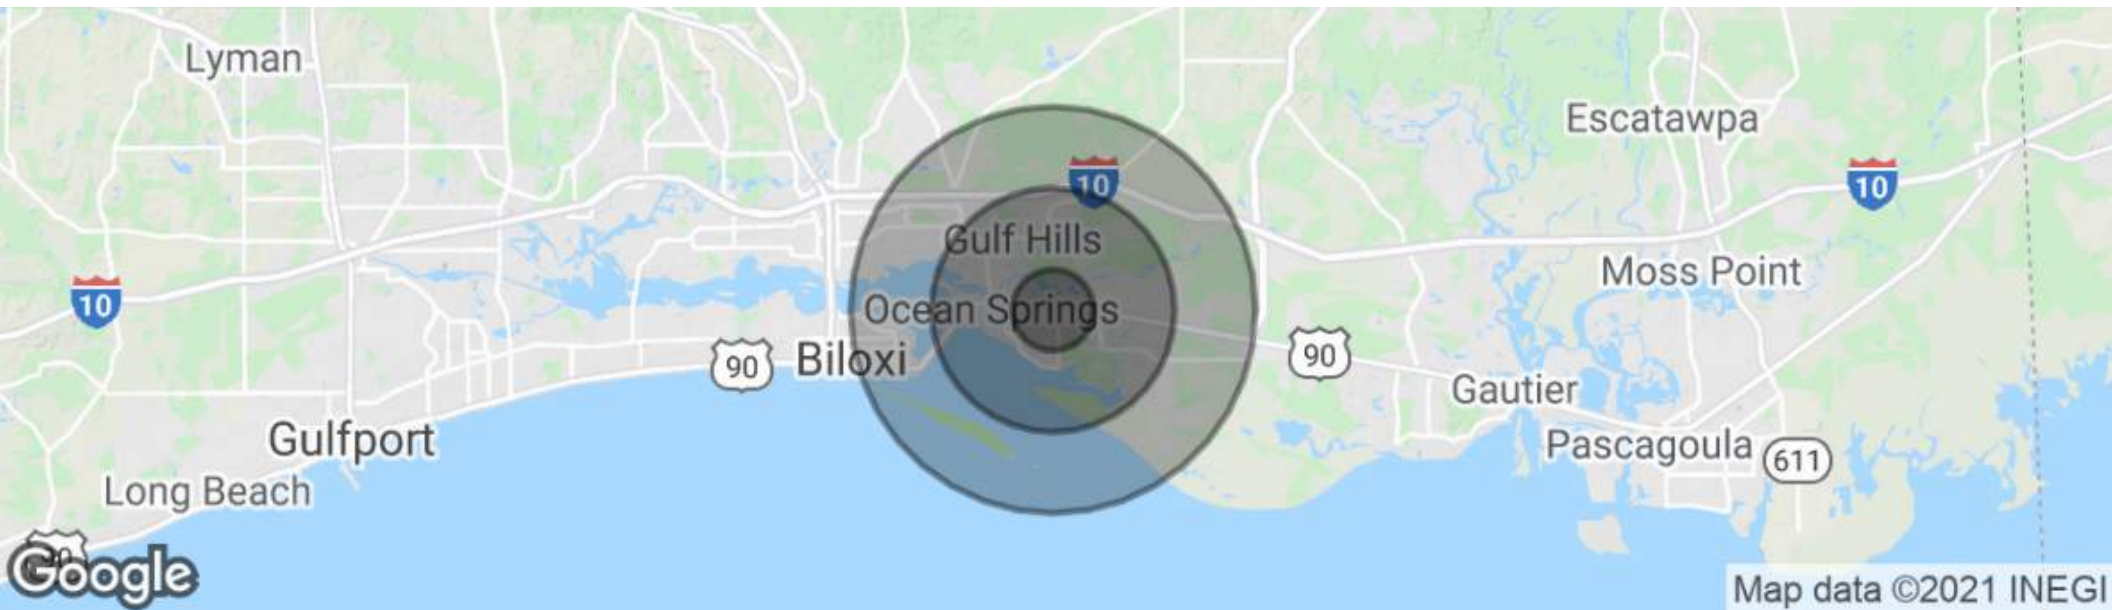 Lyman
Escatawpa
10
10
Gulf Hills
Moss Point
10
Ocean Springs
90
Biloxi
90
Gautier
Gulfport
Pascagoula
611
Long Beach
90
Google
Map data ©2021 INEGI